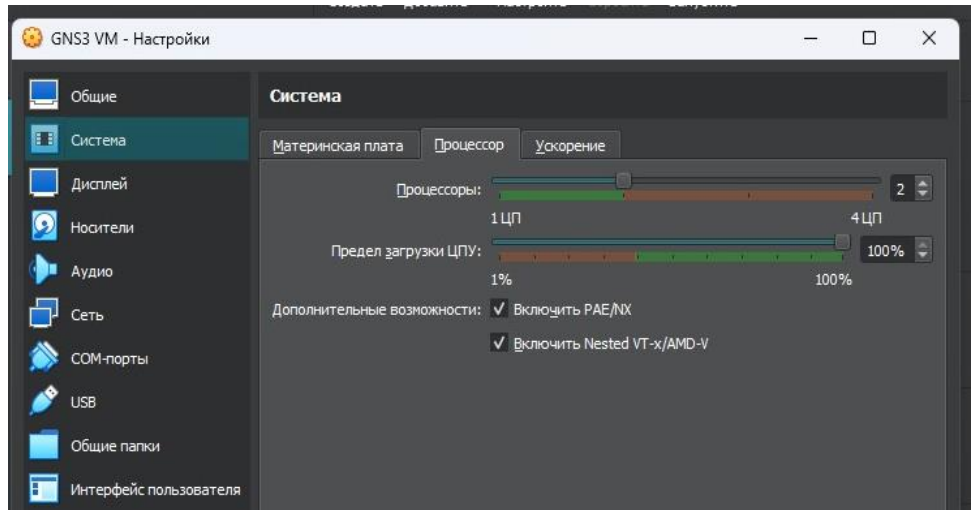 GNS3 VM - Настройки
Общие
Система
Дисплей
Носители
Аудио
Сеть
COM-порты
USB
Общие папки
Интерфейс пользователя
Система
Материнская плата Процессор Ускорение
Процессоры: 2
1 ЦП 4 ЦП
Предел загрузки ЦПУ: 100%
1% 100%
Дополнительные возможности: Включить PAE/NX
Включить Nested VT-x/AMD-V